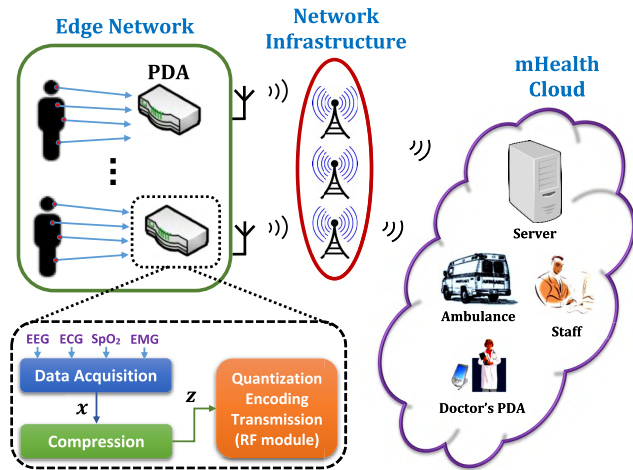 Edge Network
Network
Infrastructure
mHealth
Cloud
PDA
Server
Ambulance
Staff
Doctor's PDA
EEG ECG SpO₂ EMG
Data Acquisition
x
z
Compression
Quantization
Encoding
Transmission
(RF module)